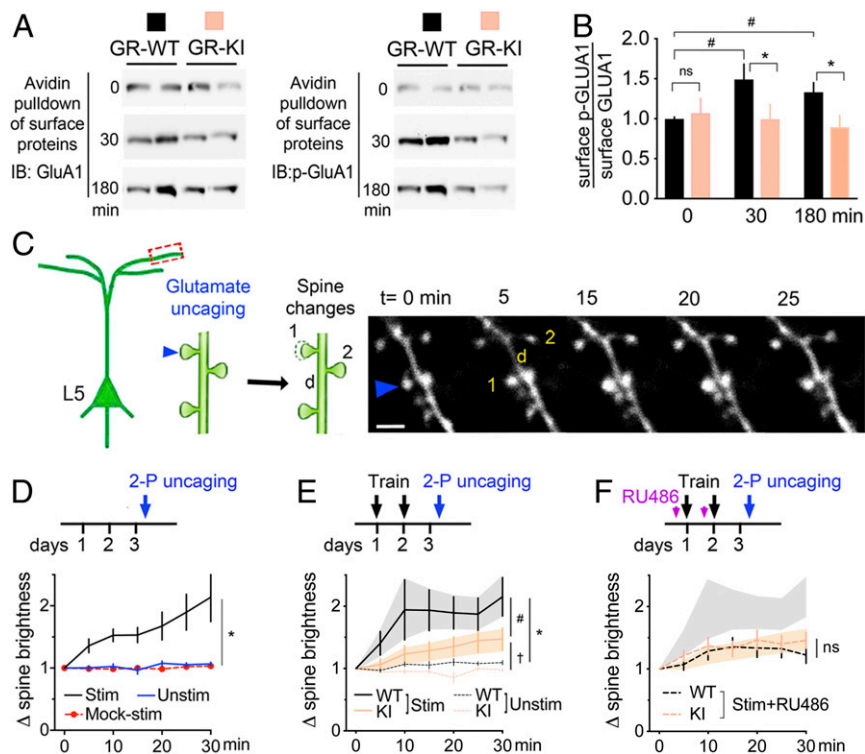 A
GR-WT GR-KI
Avidin
pulldown
of surface
proteins
IB: GluA1
0
30
180
min
GR-WT GR-KI
Avidin
pulldown
of surface
proteins
IB:p-GluA1
0
30
180
min
B
surface p-GLUA1
surface GLUA1
2.0
1.5
1.0
0.5
0.0
#
#
ns
*
*
0 30 180 min
C
L5
Glutamate
uncaging
Spine
changes
1
2
d
t= 0 min 5 15 20 25
2
d
1
D
2-P uncaging
days 1 2 3
Δ spine brightness
2
1
0
*
Stim Unstim
Mock-stim
0 10 20 30 min
E
Train 2-P uncaging
days 1 2 3
Δ spine brightness
2
1
0
#
*
†
WT WT
KI ]Stim KI ]Unstim
0 10 20 30 min
F
Train 2-P uncaging
RU486
days 1 2 3
Δ spine brightness
2
1
0
ns
WT
KI ] Stim+RU486
0 10 20 30 min